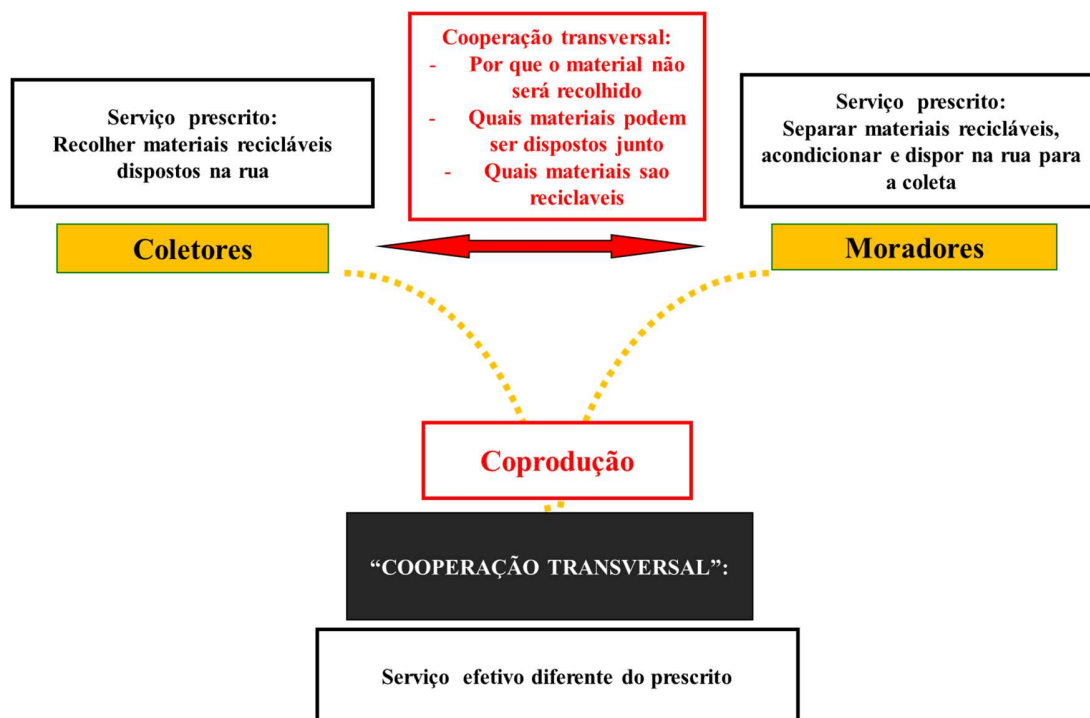 Cooperação transversal:
- Por que o material não
será recolhido
- Quais materiais podem
ser dispostos junto
- Quais materiais sao
reciclaveis
Serviço prescrito:
Recolher materiais recicláveis
dispostos na rua
Serviço prescrito:
Separar materiais recicláveis,
acondicionar e dispor na rua para
a coleta
Coletores
Moradores
Coprodução
“COOPERAÇÃO TRANSVERSAL”:
Serviço efetivo diferente do prescrito